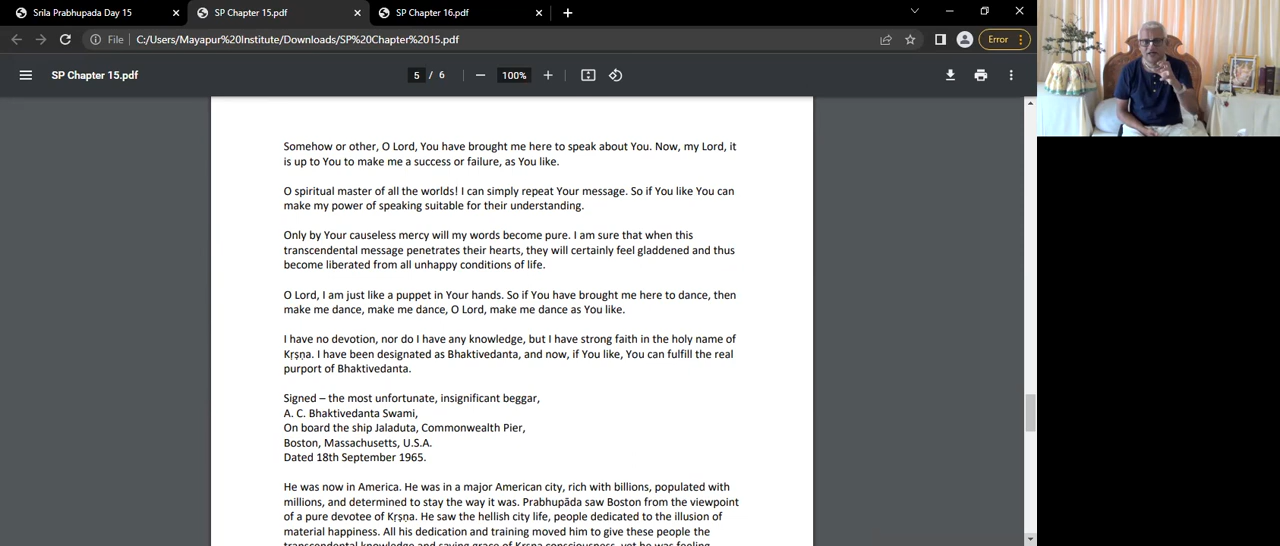 Srila Prabhupada Day 15
SP Chapter 15.pdf
SP Chapter 16.pdf
File
C:/Users/Mayapur%20Institute/Downloads/SP%20Chapter%2015.pdf
Error
SP Chapter 15.pdf
5 / 6
100%
Somehow or other, O Lord, You have brought me here to speak about You. Now, my Lord, it
is up to You to make me a success or failure, as You like.
O spiritual master of all the worlds! I can simply repeat Your message. So if You like You can
make my power of speaking suitable for their understanding.
Only by Your causeless mercy will my words become pure. I am sure that when this
transcendental message penetrates their hearts, they will certainly feel gladdened and thus
become liberated from all unhappy conditions of life.
O Lord, I am just like a puppet in Your hands. So if You have brought me here to dance, then
make me dance, make me dance, O Lord, make me dance as You like.
I have no devotion, nor do I have any knowledge, but I have strong faith in the holy name of
Kṛṣṇa. I have been designated as Bhaktivedanta, and now, if You like, You can fulfill the real
purport of Bhaktivedanta.
Signed – the most unfortunate, insignificant beggar,
A. C. Bhaktivedanta Swami,
On board the ship Jaladuta, Commonwealth Pier,
Boston, Massachusetts, U.S.A.
Dated 18th September 1965.
He was now in America. He was in a major American city, rich with billions, populated with
millions, and determined to stay the way it was. Prabhupāda saw Boston from the viewpoint
of a pure devotee of Kṛṣṇa. He saw the hellish city life, people dedicated to the illusion of
material happiness. All his dedication and training moved him to give these people the
transcendental knowledge and saving grace of Kṛṣṇa consciousness, yet he was feeling